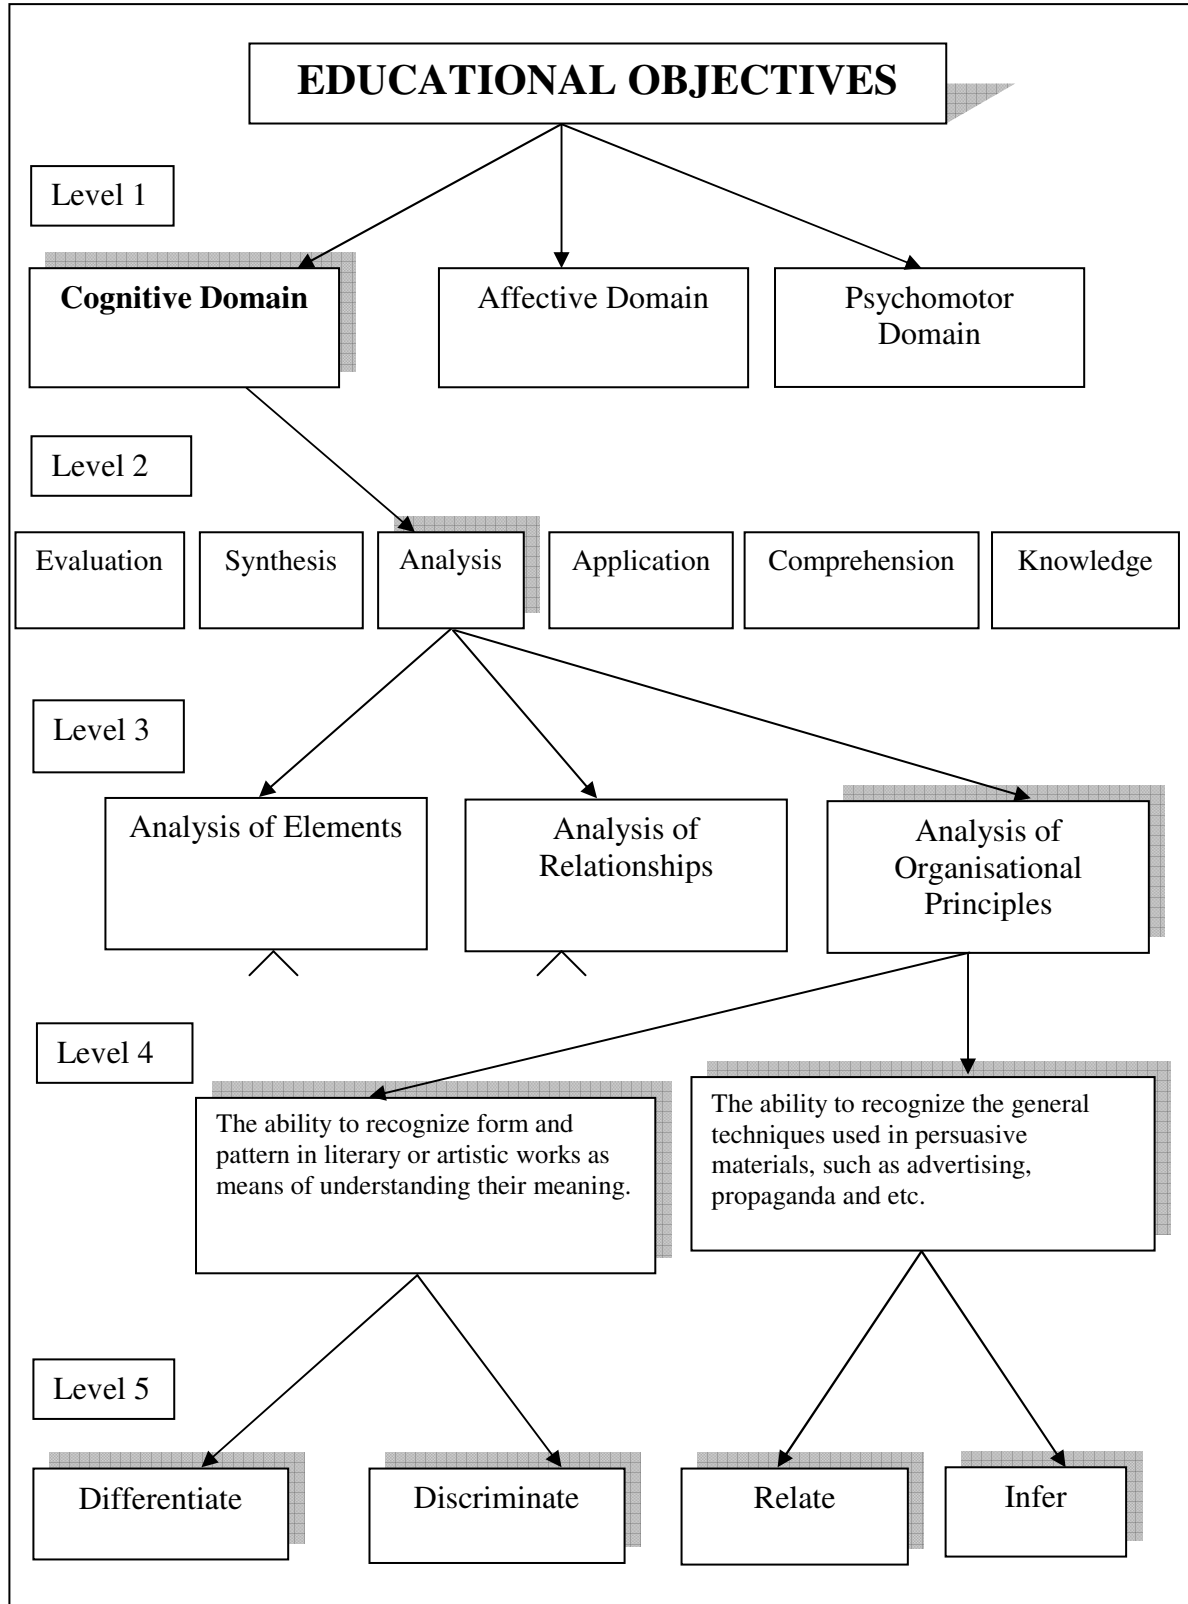 EDUCATIONAL OBJECTIVES
Level 1
Cognitive Domain
Affective Domain
Psychomotor
Domain
Level 2
Evaluation
Synthesis
Analysis
Application
Comprehension
Knowledge
Level 3
Analysis of Elements
Analysis of
Relationships
Analysis of
Organisational
Principles
Level 4
The ability to recognize form and
pattern in literary or artistic works as
means of understanding their meaning.
The ability to recognize the general
techniques used in persuasive
materials, such as advertising,
propaganda and etc.
Level 5
Differentiate
Discriminate
Relate
Infer